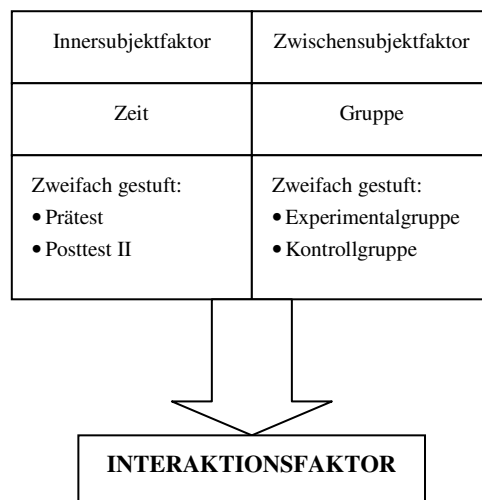 Innersubjektfaktor
Zwischensubjektfaktor
Zeit
Gruppe
Zweifach gestuft:
• Prätest
• Posttest II
Zweifach gestuft:
• Experimentalgruppe
• Kontrollgruppe
INTERAKTIONSFAKTOR